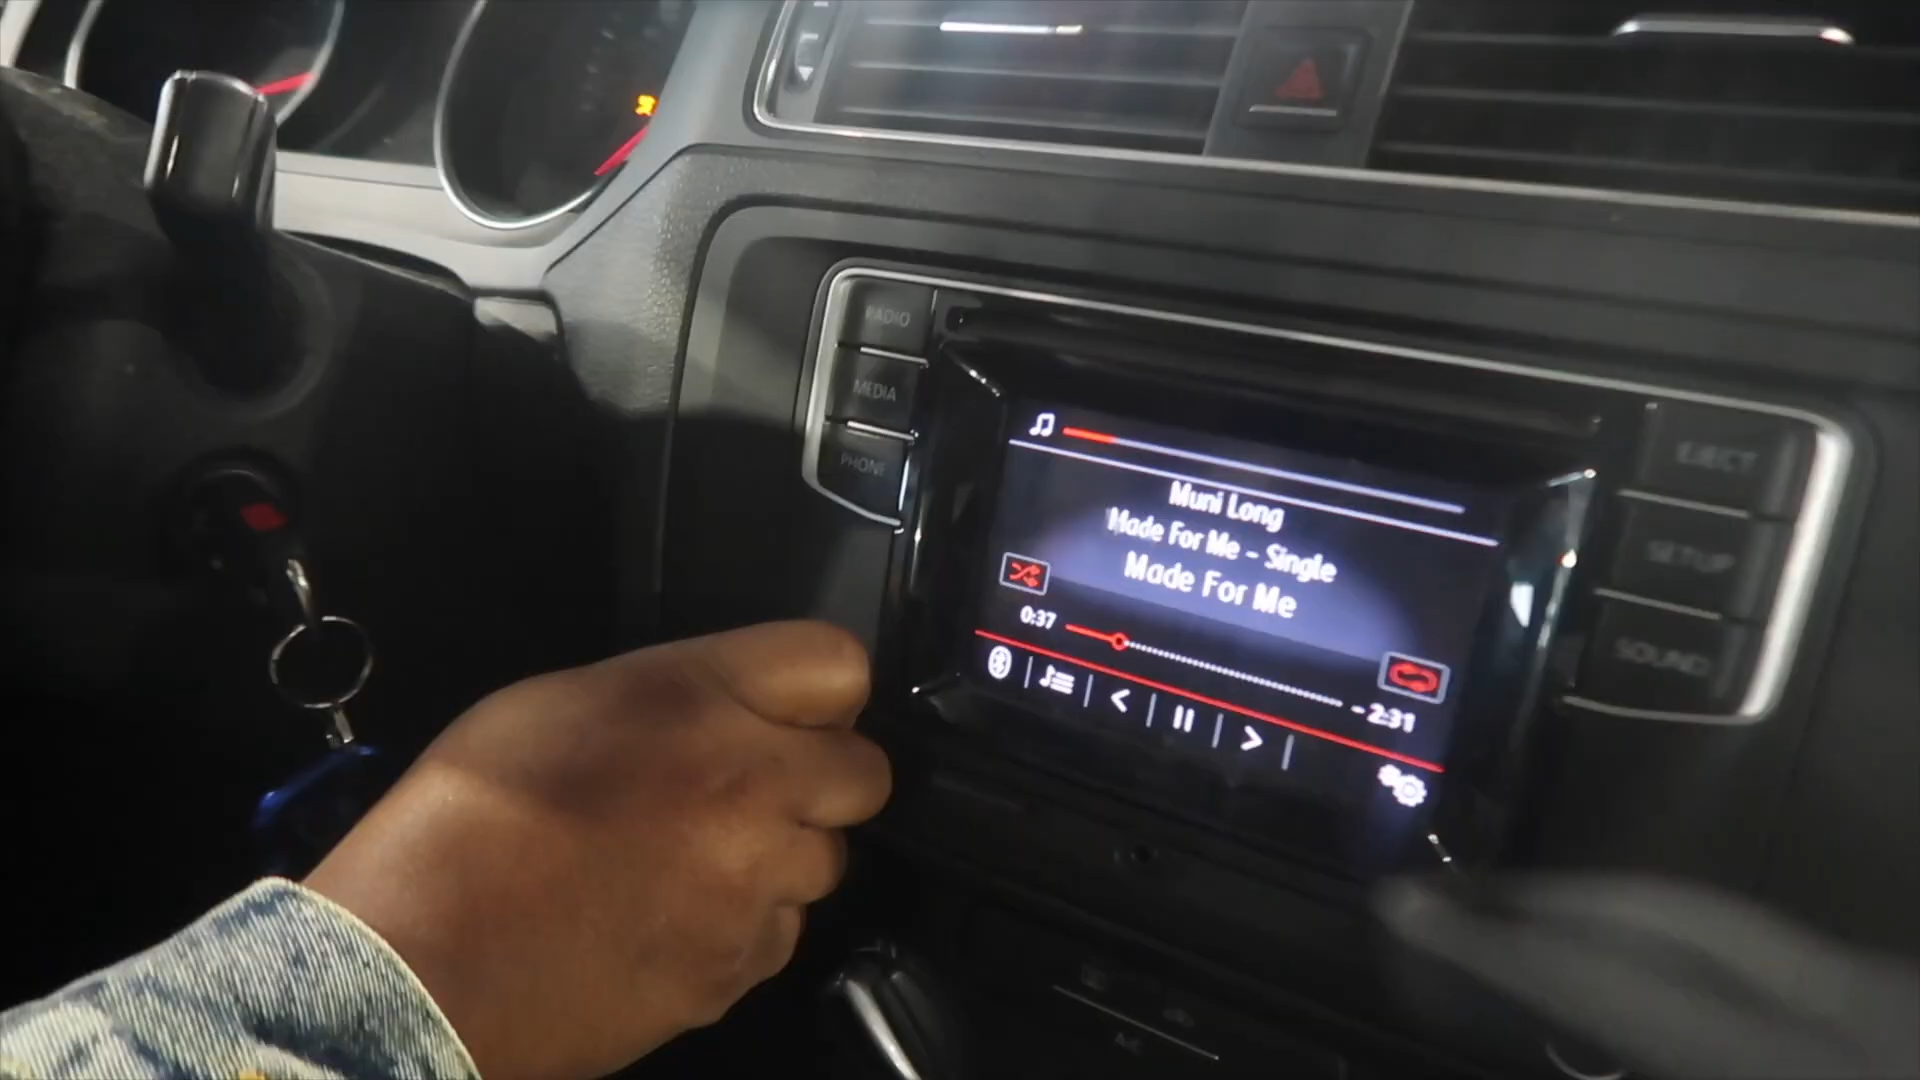 RADIO
MEDIA
PHONE
EJECT
SETUP
SOUND
Muni Long
Made For Me - Single
Made For Me
0:37
- 2:31
A/C